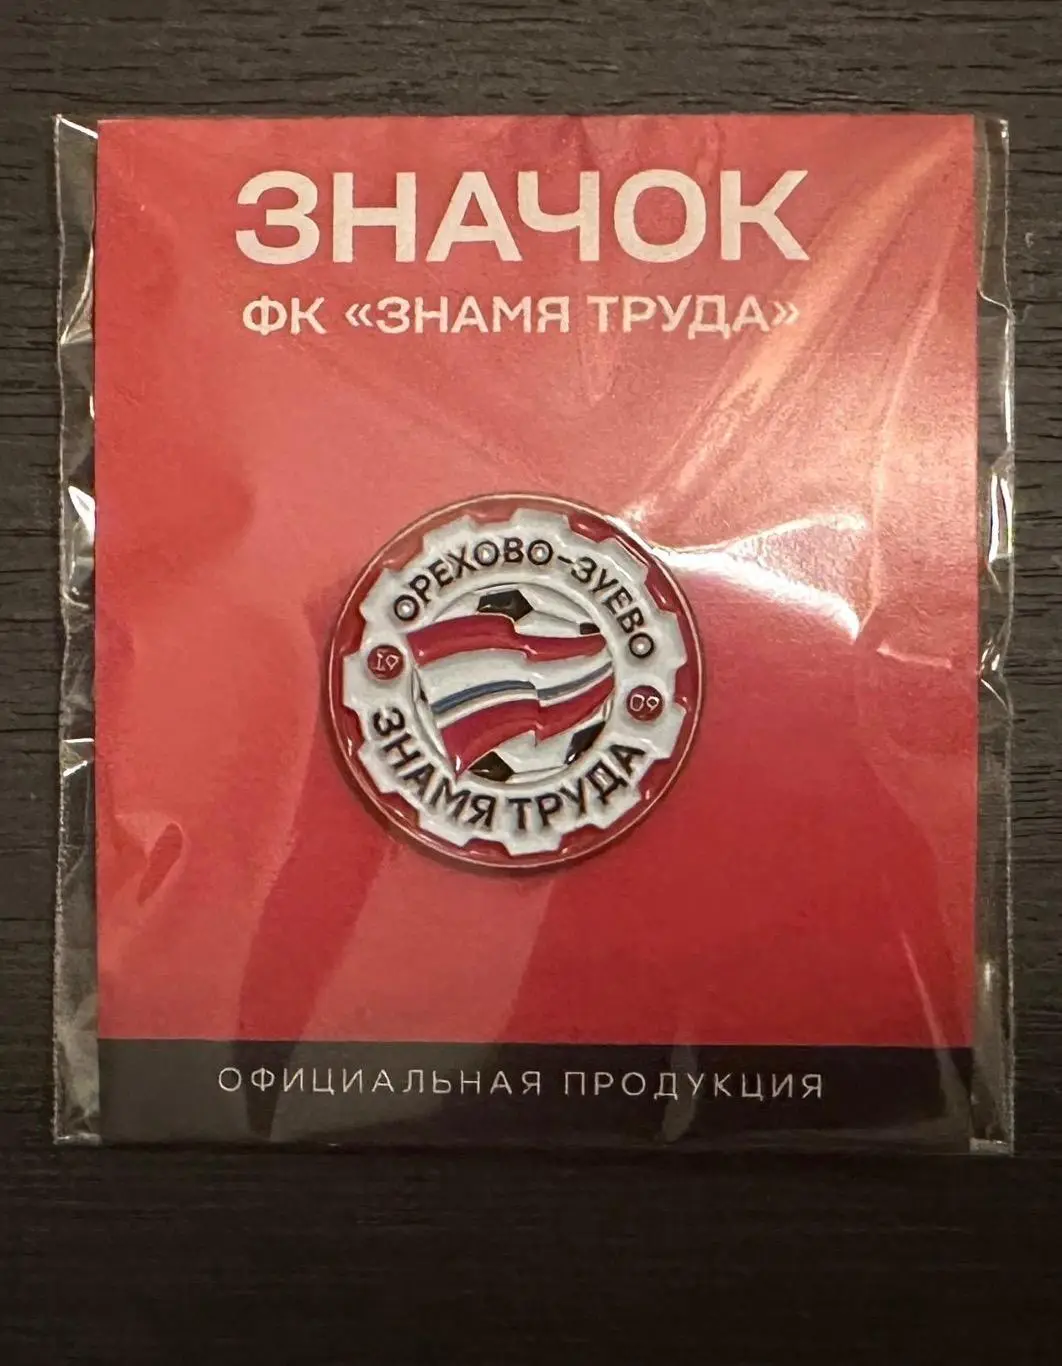 ЗНАЧОК
ФК «ЗНАМЯ ТРУДА»
ОРЕХОВО-ЗУЕВО
19
09
ЗНАМЯ ТРУДА
ОФИЦИАЛЬНАЯ ПРОДУКЦИЯ